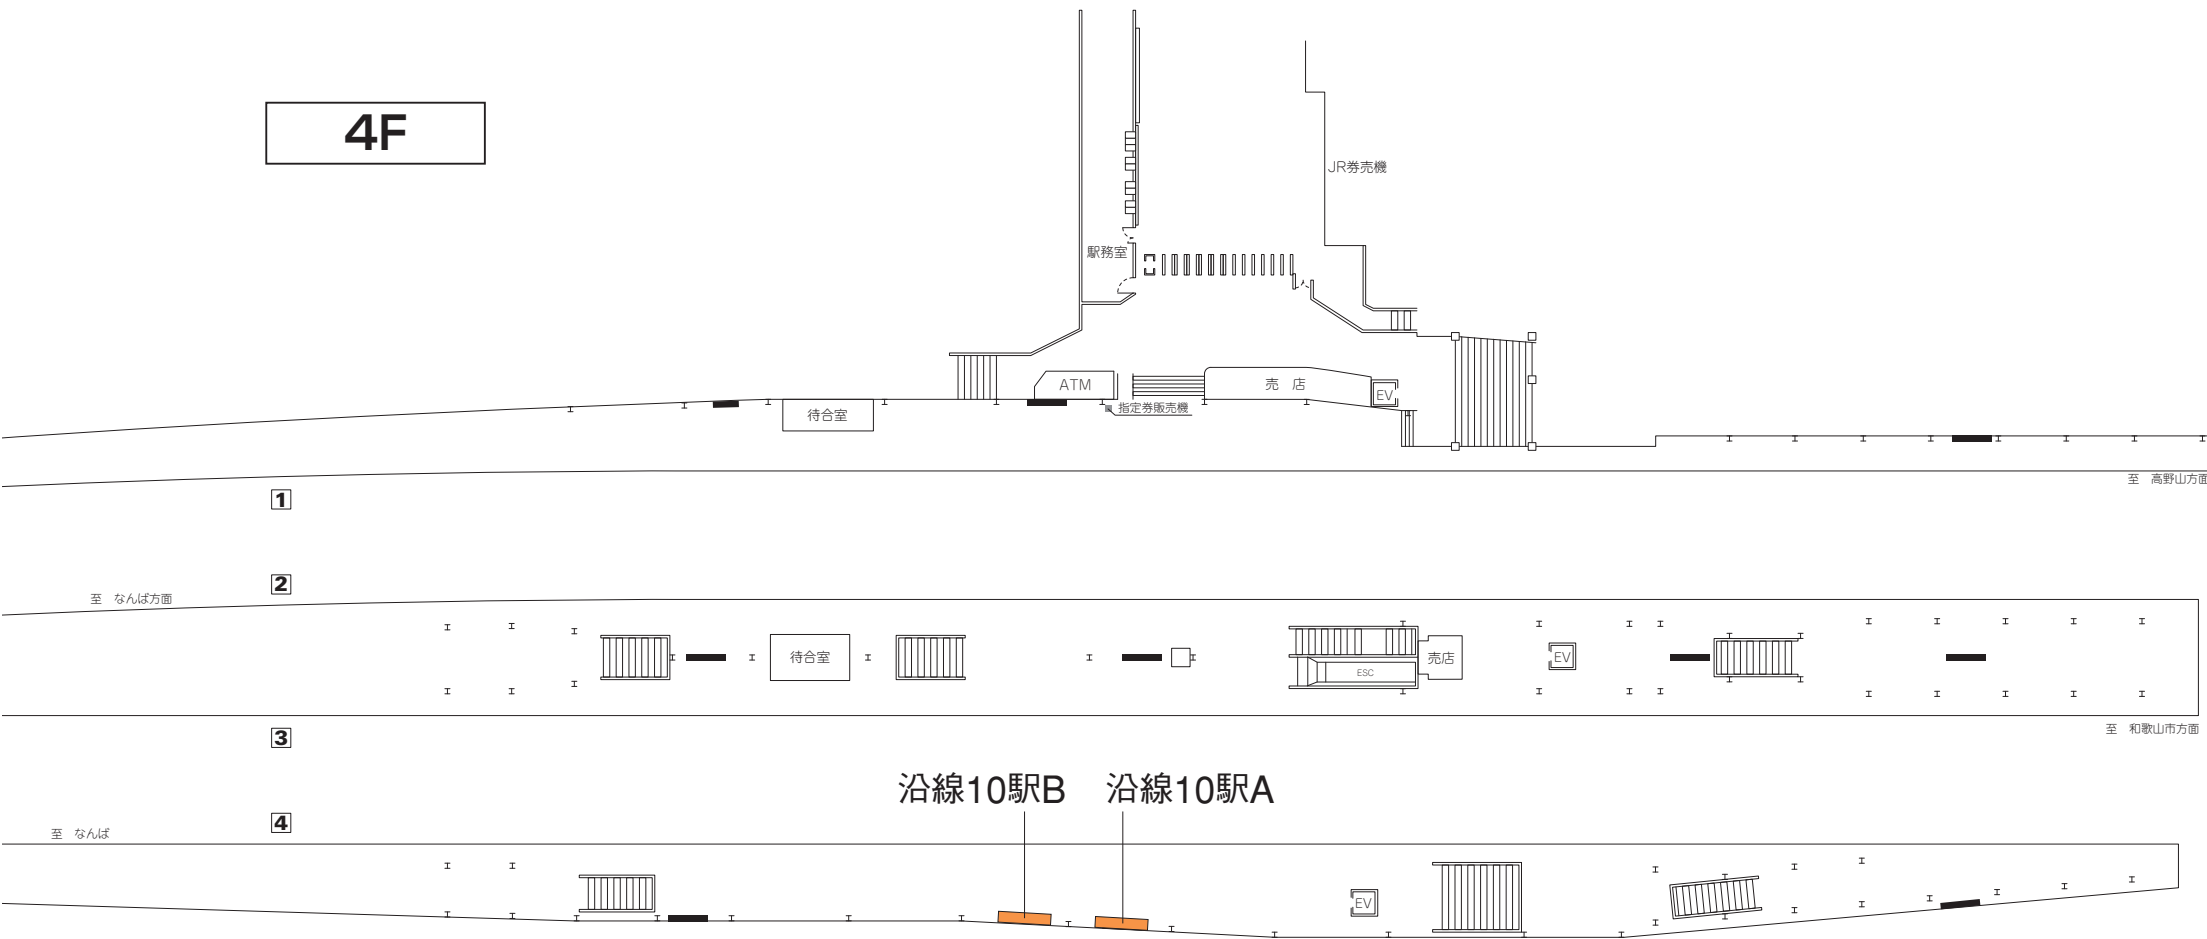 4F
JR券売機
駅務室
ATM
売 店
EV
待合室
指定券販売機
至 高野山方面
1
2
至 なんば方面
待合室
ESC
売店
EV
3
至 和歌山市方面
沿線10駅B
沿線10駅A
4
至 なんば
EV